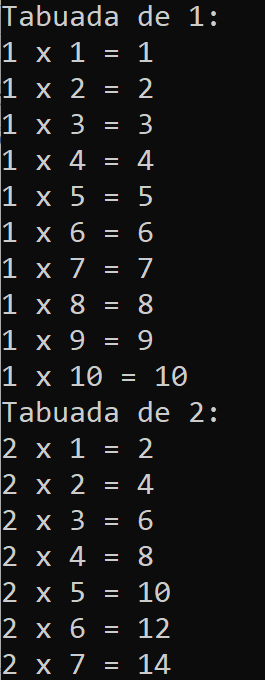 Tabuada de 1:
1 x 1 = 1
1 x 2 = 2
1 x 3 = 3
1 x 4 = 4
1 x 5 = 5
1 x 6 = 6
1 x 7 = 7
1 x 8 = 8
1 x 9 = 9
1 x 10 = 10
Tabuada de 2:
2 x 1 = 2
2 x 2 = 4
2 x 3 = 6
2 x 4 = 8
2 x 5 = 10
2 x 6 = 12
2 x 7 = 14